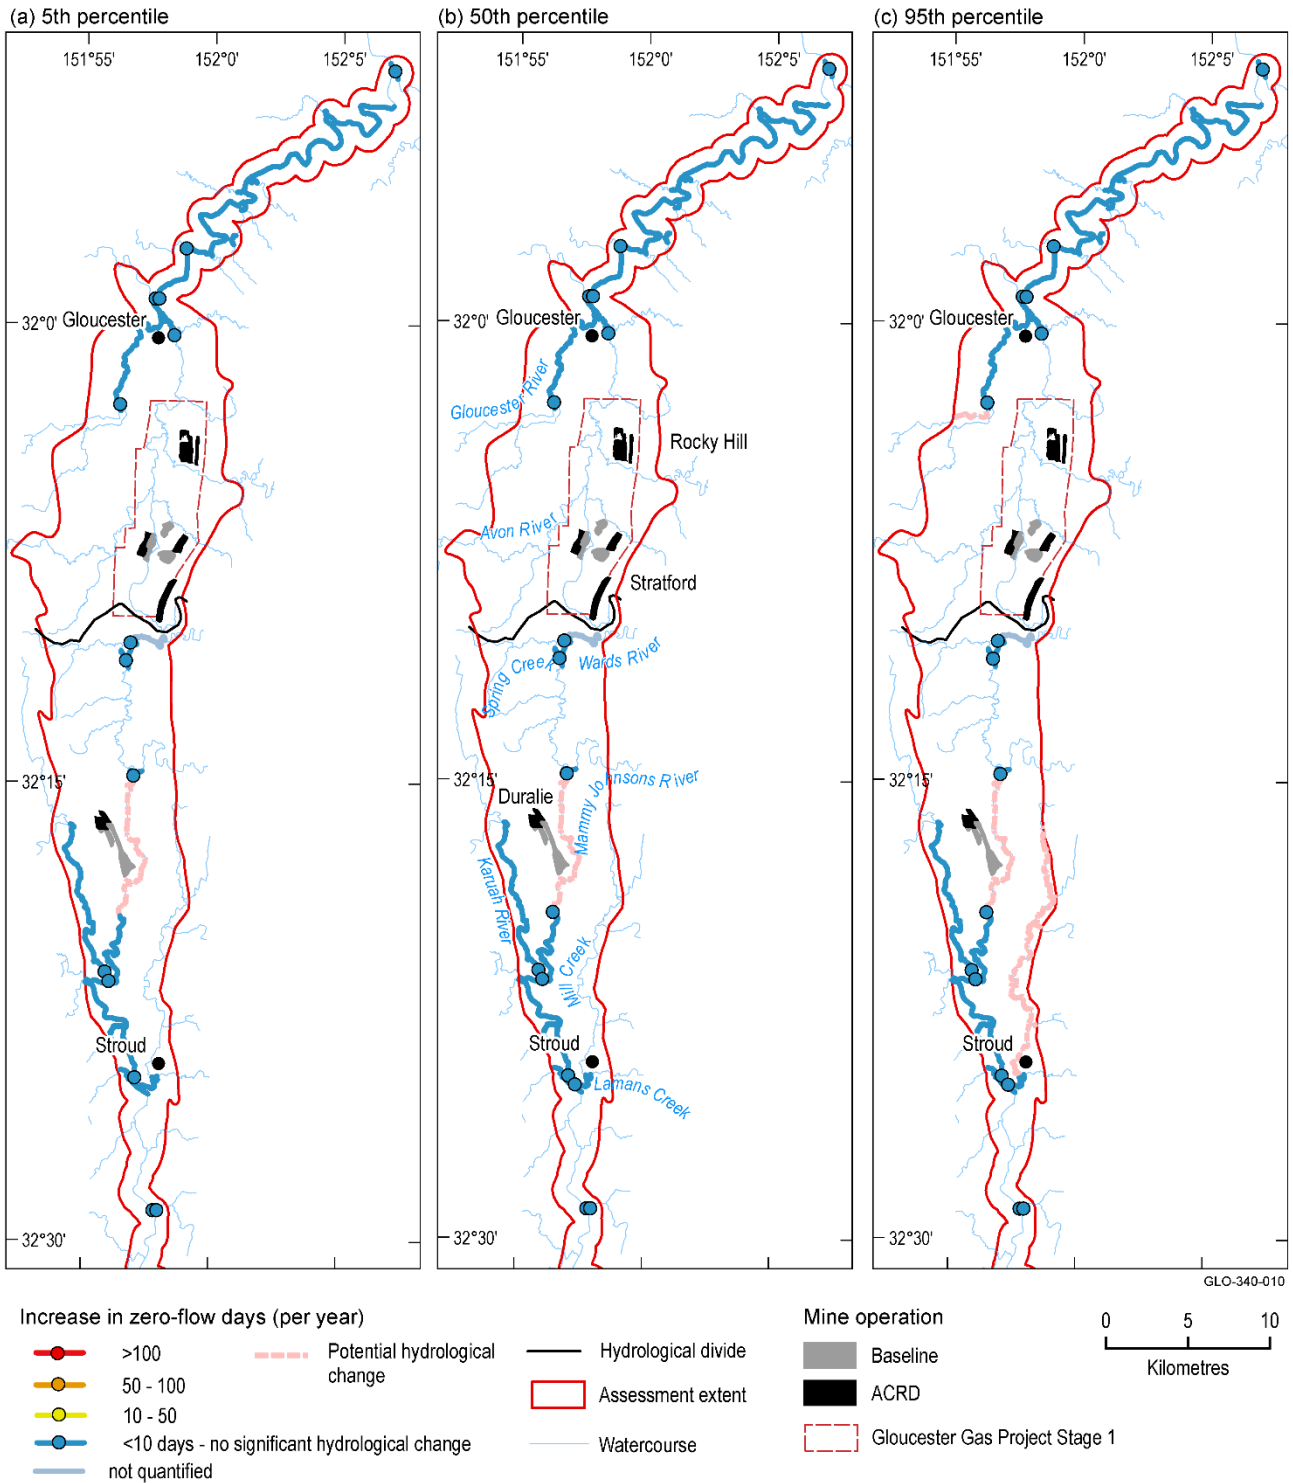 (a) 5th percentile
(b) 50th percentile
(c) 95th percentile
151°55' 152°0' 152°5'
151°55' 152°0' 152°5'
151°55' 152°0' 152°5'
32°0' Gloucester
32°0' Gloucester
32°0' Gloucester
Gloucester River
Rocky Hill
Avon River
Stratford
Spring Creek
Wards River
32°15'
32°15'
32°15'
Mammy Johnsons River
Duralie
Karuah River
Mill Creek
Stroud
Stroud
Stroud
Lamans Creek
32°30'
32°30'
32°30'
GLO-340-010
Increase in zero-flow days (per year)
>100
50 - 100
10 - 50
<10 days - no significant hydrological change
not quantified
Potential hydrological
change
Hydrological divide
Assessment extent
Watercourse
Mine operation
Baseline
ACRD
Gloucester Gas Project Stage 1
0 5 10
Kilometres